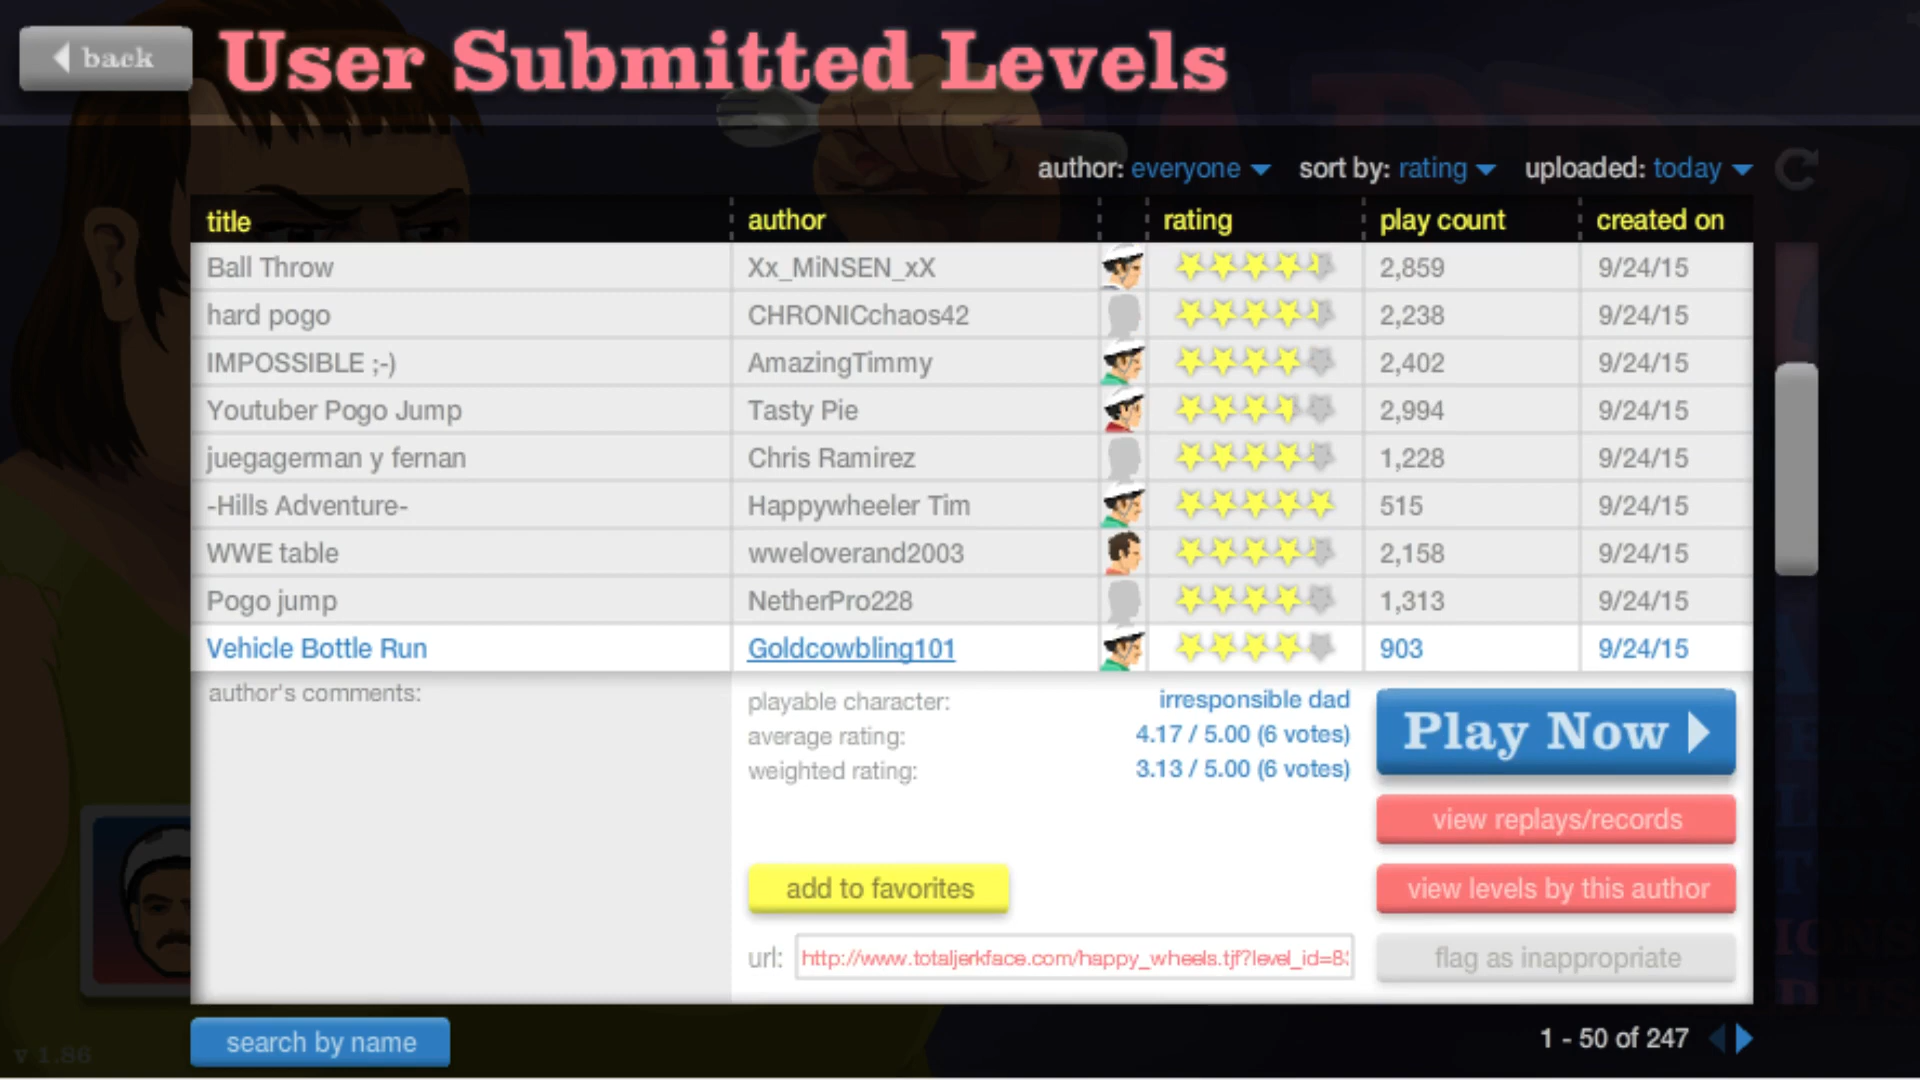 back
User Submitted Levels
author: everyone sort by: rating uploaded: today
title author rating play count created on
Ball Throw Xx_MiNSEN_xX 2,859 9/24/15
hard pogo CHRONICchaos42 2,238 9/24/15
IMPOSSIBLE ;-) AmazingTimmy 2,402 9/24/15
Youtuber Pogo Jump Tasty Pie 2,994 9/24/15
juegagerman y fernan Chris Ramirez 1,228 9/24/15
-Hills Adventure- Happywheeler Tim 515 9/24/15
WWE table wweloverand2003 2,158 9/24/15
Pogo jump NetherPro228 1,313 9/24/15
Vehicle Bottle Run Goldcowbling101 903 9/24/15
author's comments:
playable character: irresponsible dad
average rating: 4.17 / 5.00 (6 votes)
weighted rating: 3.13 / 5.00 (6 votes)
Play Now
view replays/records
add to favorites
view levels by this author
url: http://www.totaljerkface.com/happy_wheels.tjf?level_id=8
flag as inappropriate
search by name
1 - 50 of 247
v 1.86